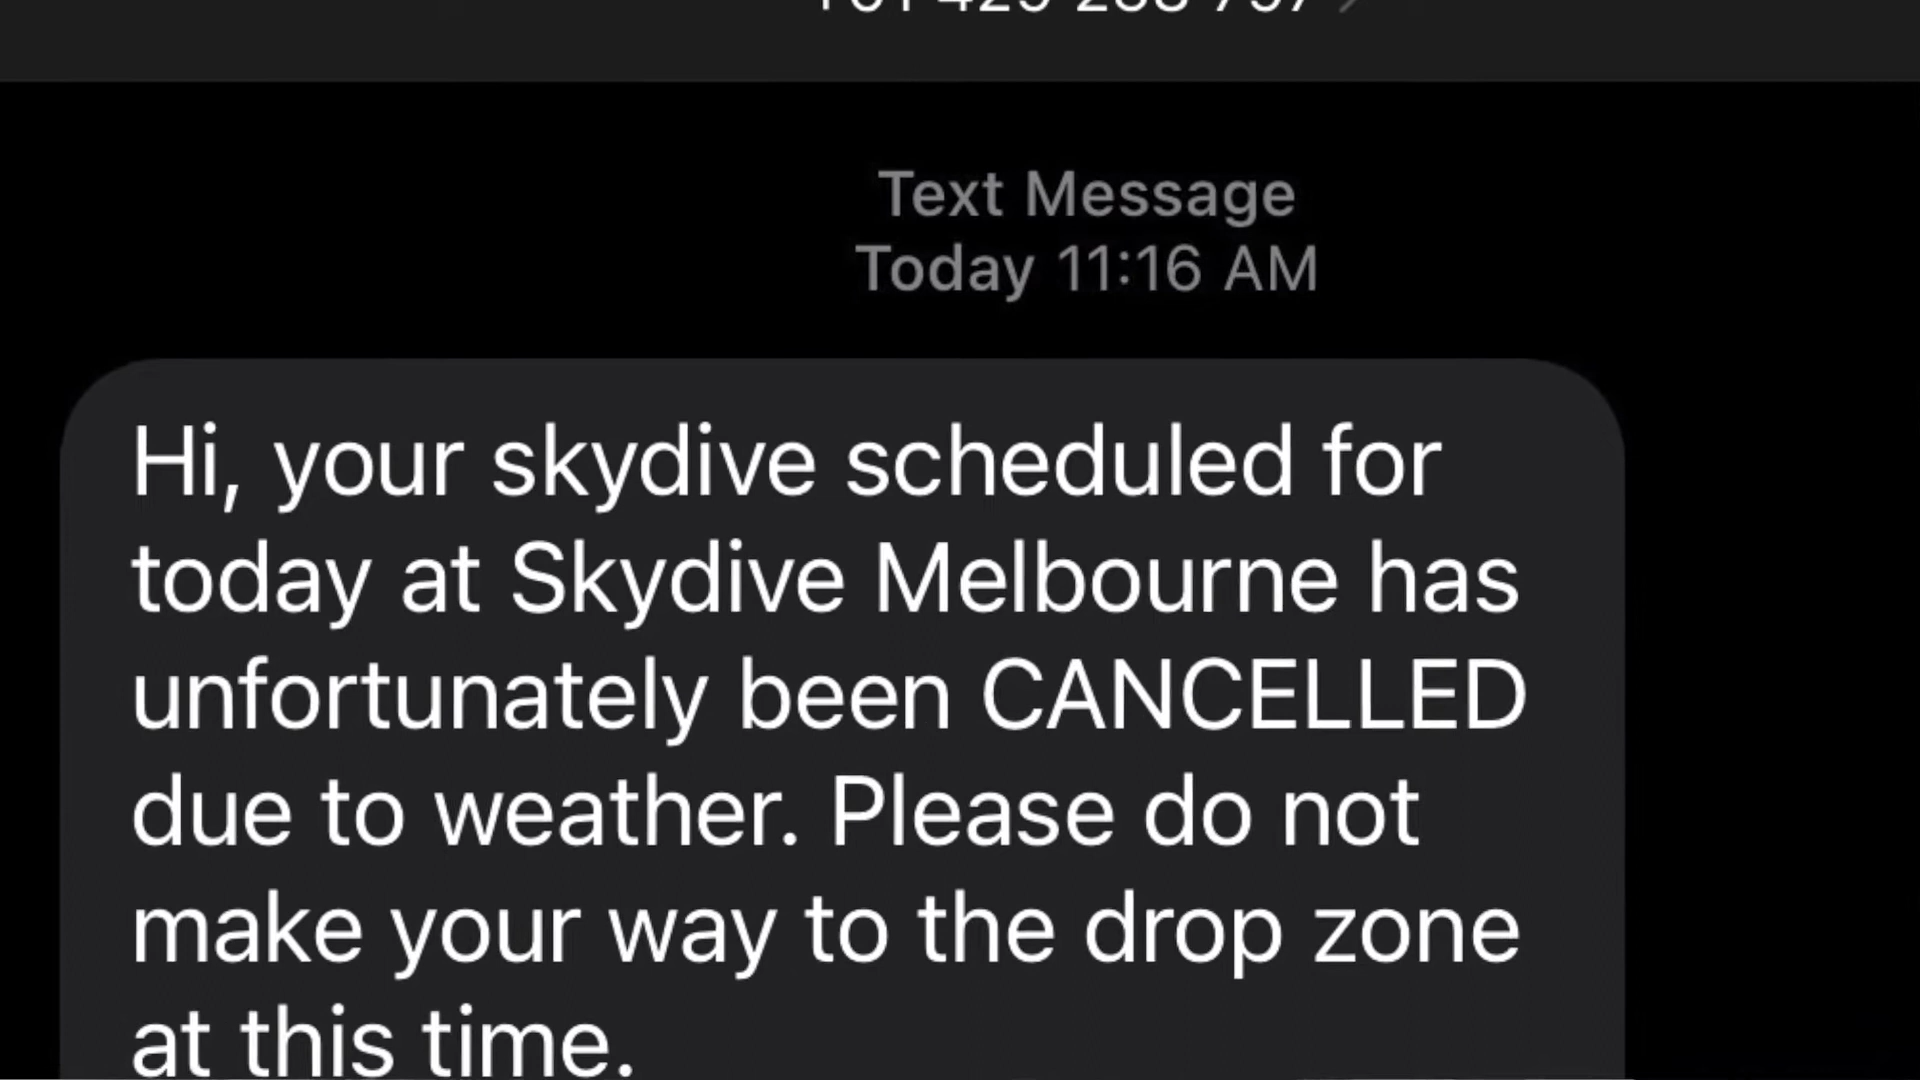 Text Message
Today 11:16 AM
Hi, your skydive scheduled for
today at Skydive Melbourne has
unfortunately been CANCELLED
due to weather. Please do not
make your way to the drop zone
at this time.